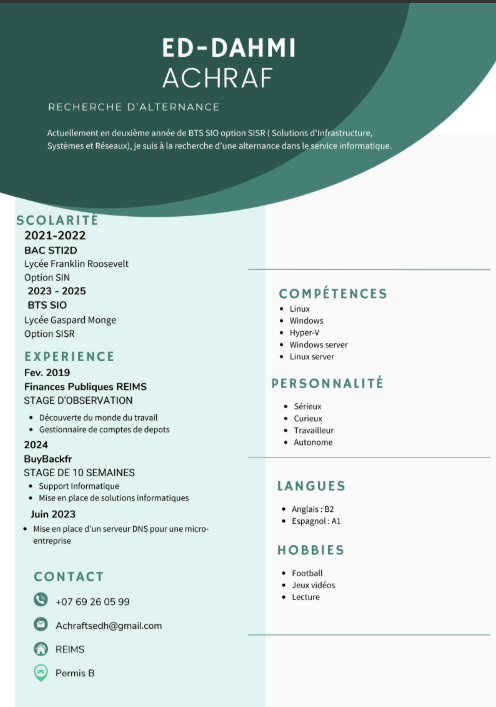 ED-DAHMI
ACHRAF
RECHERCHE D'ALTERNANCE
Actuellement en deuxième année de BTS SIO option SISR ( Solutions d'Infrastructure,
Systèmes et Réseaux), je suis à la recherche d'une alternance dans le service informatique.
SCOLARITÉ
2021-2022
BAC STI2D
Lycée Franklin Roosevelt
Option SIN
2023 - 2025
BTS SIO
Lycée Gaspard Monge
Option SISR
EXPERIENCE
Fev. 2019
Finances Publiques REIMS
STAGE D'OBSERVATION
Découverte du monde du travail
Gestionnaire de comptes de depots
2024
BuyBackfr
STAGE DE 10 SEMAINES
Support Informatique
Mise en place de solutions informatiques
Juin 2023
Mise en place d'un serveur DNS pour une micro-
entreprise
CONTACT
+07 69 26 05 99
Achraftsedh@gmail.com
REIMS
Permis B
COMPÉTENCES
Linux
Windows
Hyper-V
Windows server
Linux server
PERSONNALITÉ
Sérieux
Curieux
Travailleur
Autonome
LANGUES
Anglais : B2
Espagnol : A1
HOBBIES
Football
Jeux vidéos
Lecture